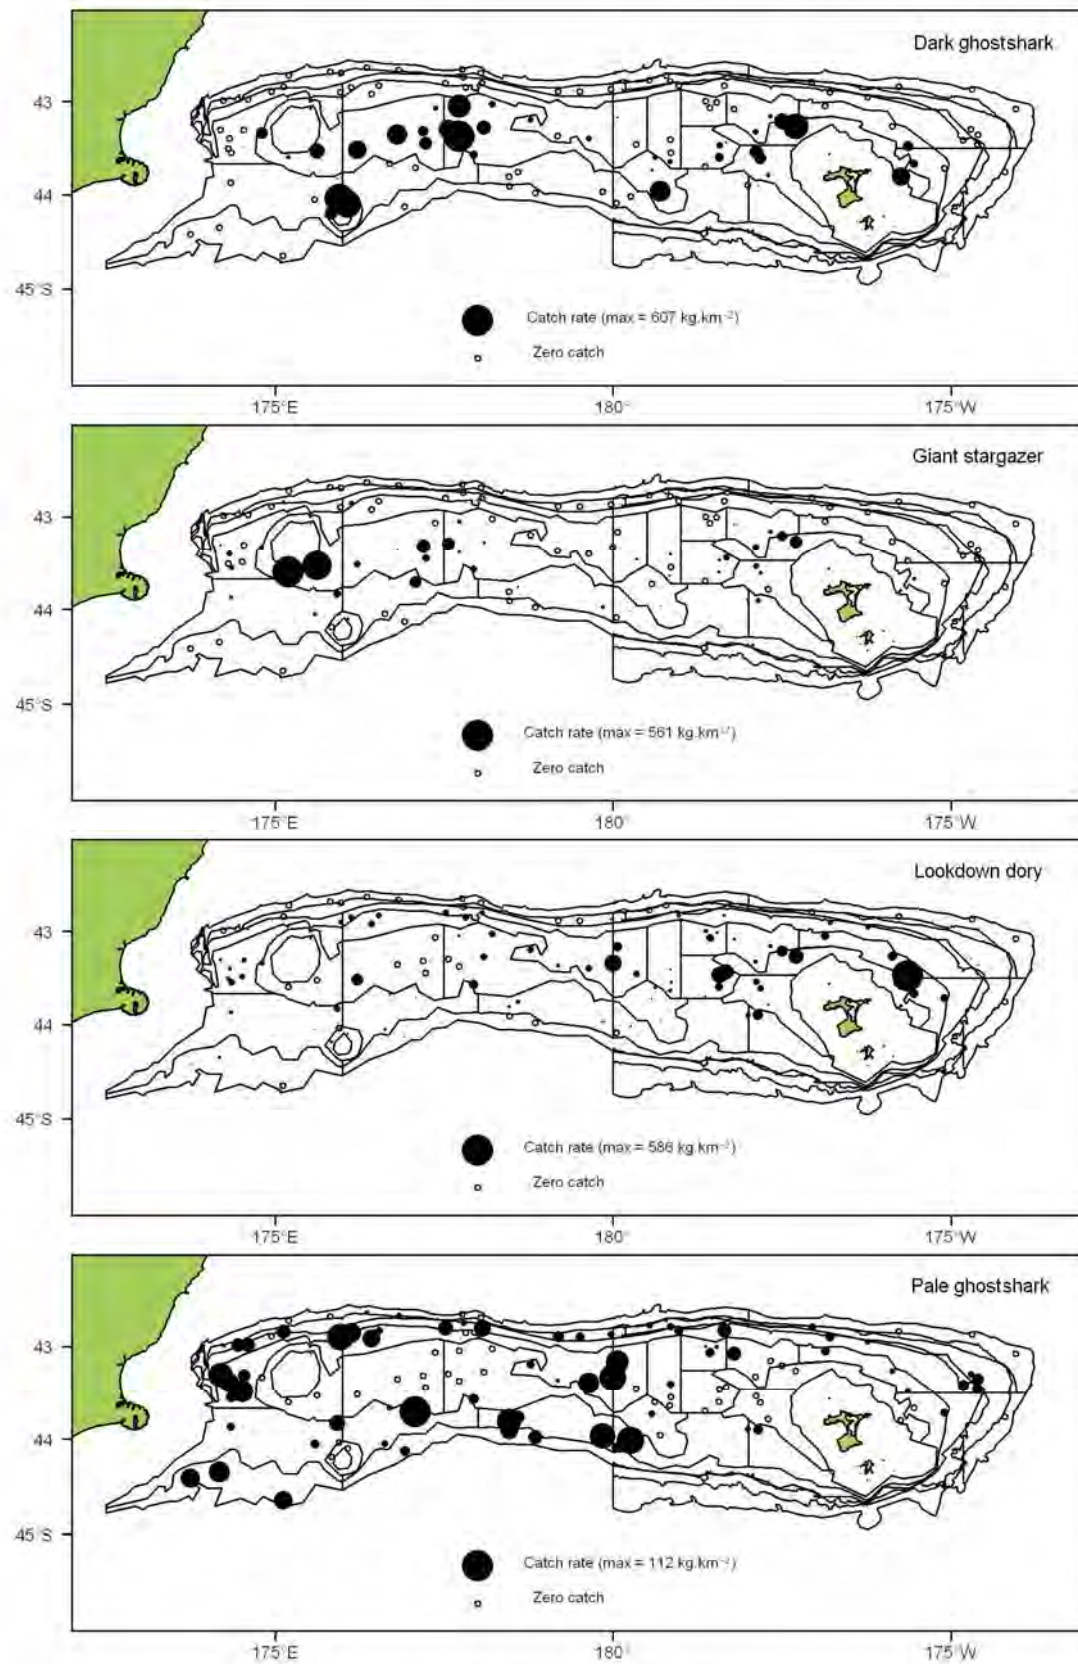 Dark ghostshark
43
44
45°S
Catch rate (max = 607 kg.km⁻²)
Zero catch
175°E
180°
175°W
Giant stargazer
43
44
45°S
Catch rate (max = 561 kg.km⁻²)
Zero catch
175°E
180°
175°W
Lookdown dory
43
44
45°S
Catch rate (max = 586 kg.km⁻²)
Zero catch
175°E
180°
175°W
Pale ghostshark
43
44
45°S
Catch rate (max = 112 kg.km⁻²)
Zero catch
175°E
180°
175°W